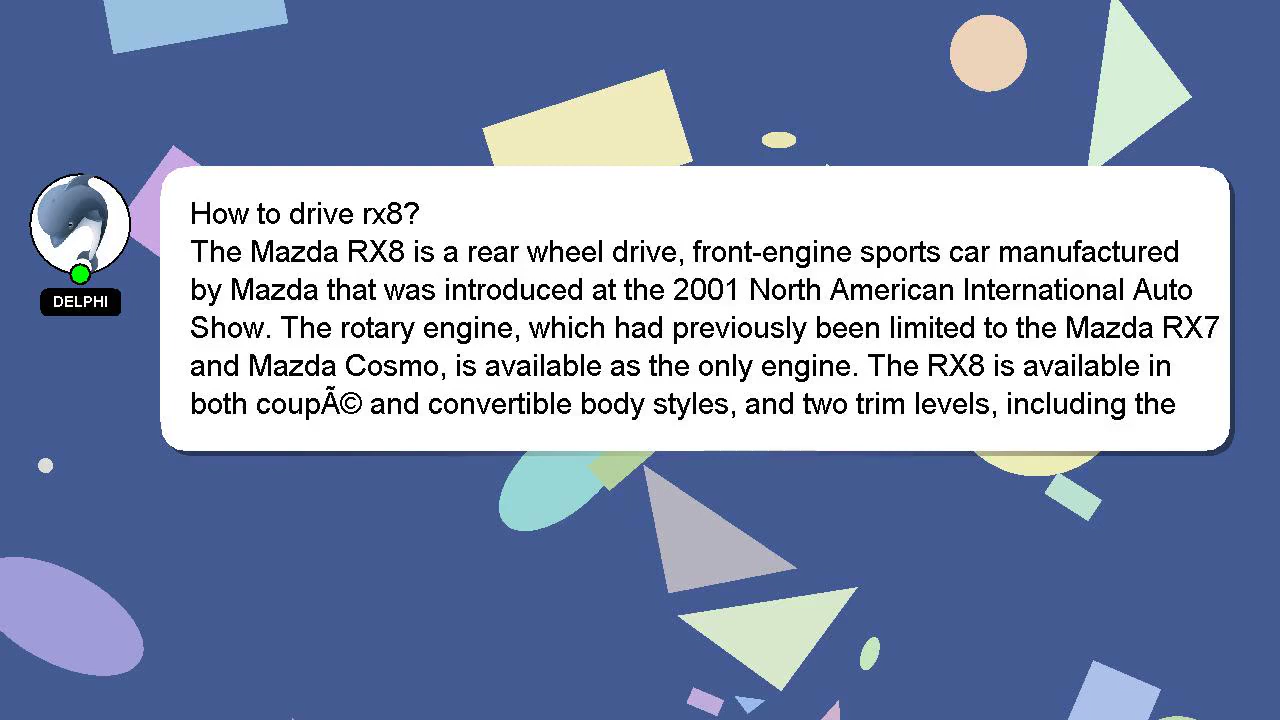 How to drive rx8?
The Mazda RX8 is a rear wheel drive, front-engine sports car manufactured
by Mazda that was introduced at the 2001 North American International Auto
Show. The rotary engine, which had previously been limited to the Mazda RX7
and Mazda Cosmo, is available as the only engine. The RX8 is available in
both coupÃ© and convertible body styles, and two trim levels, including the
DELPHI